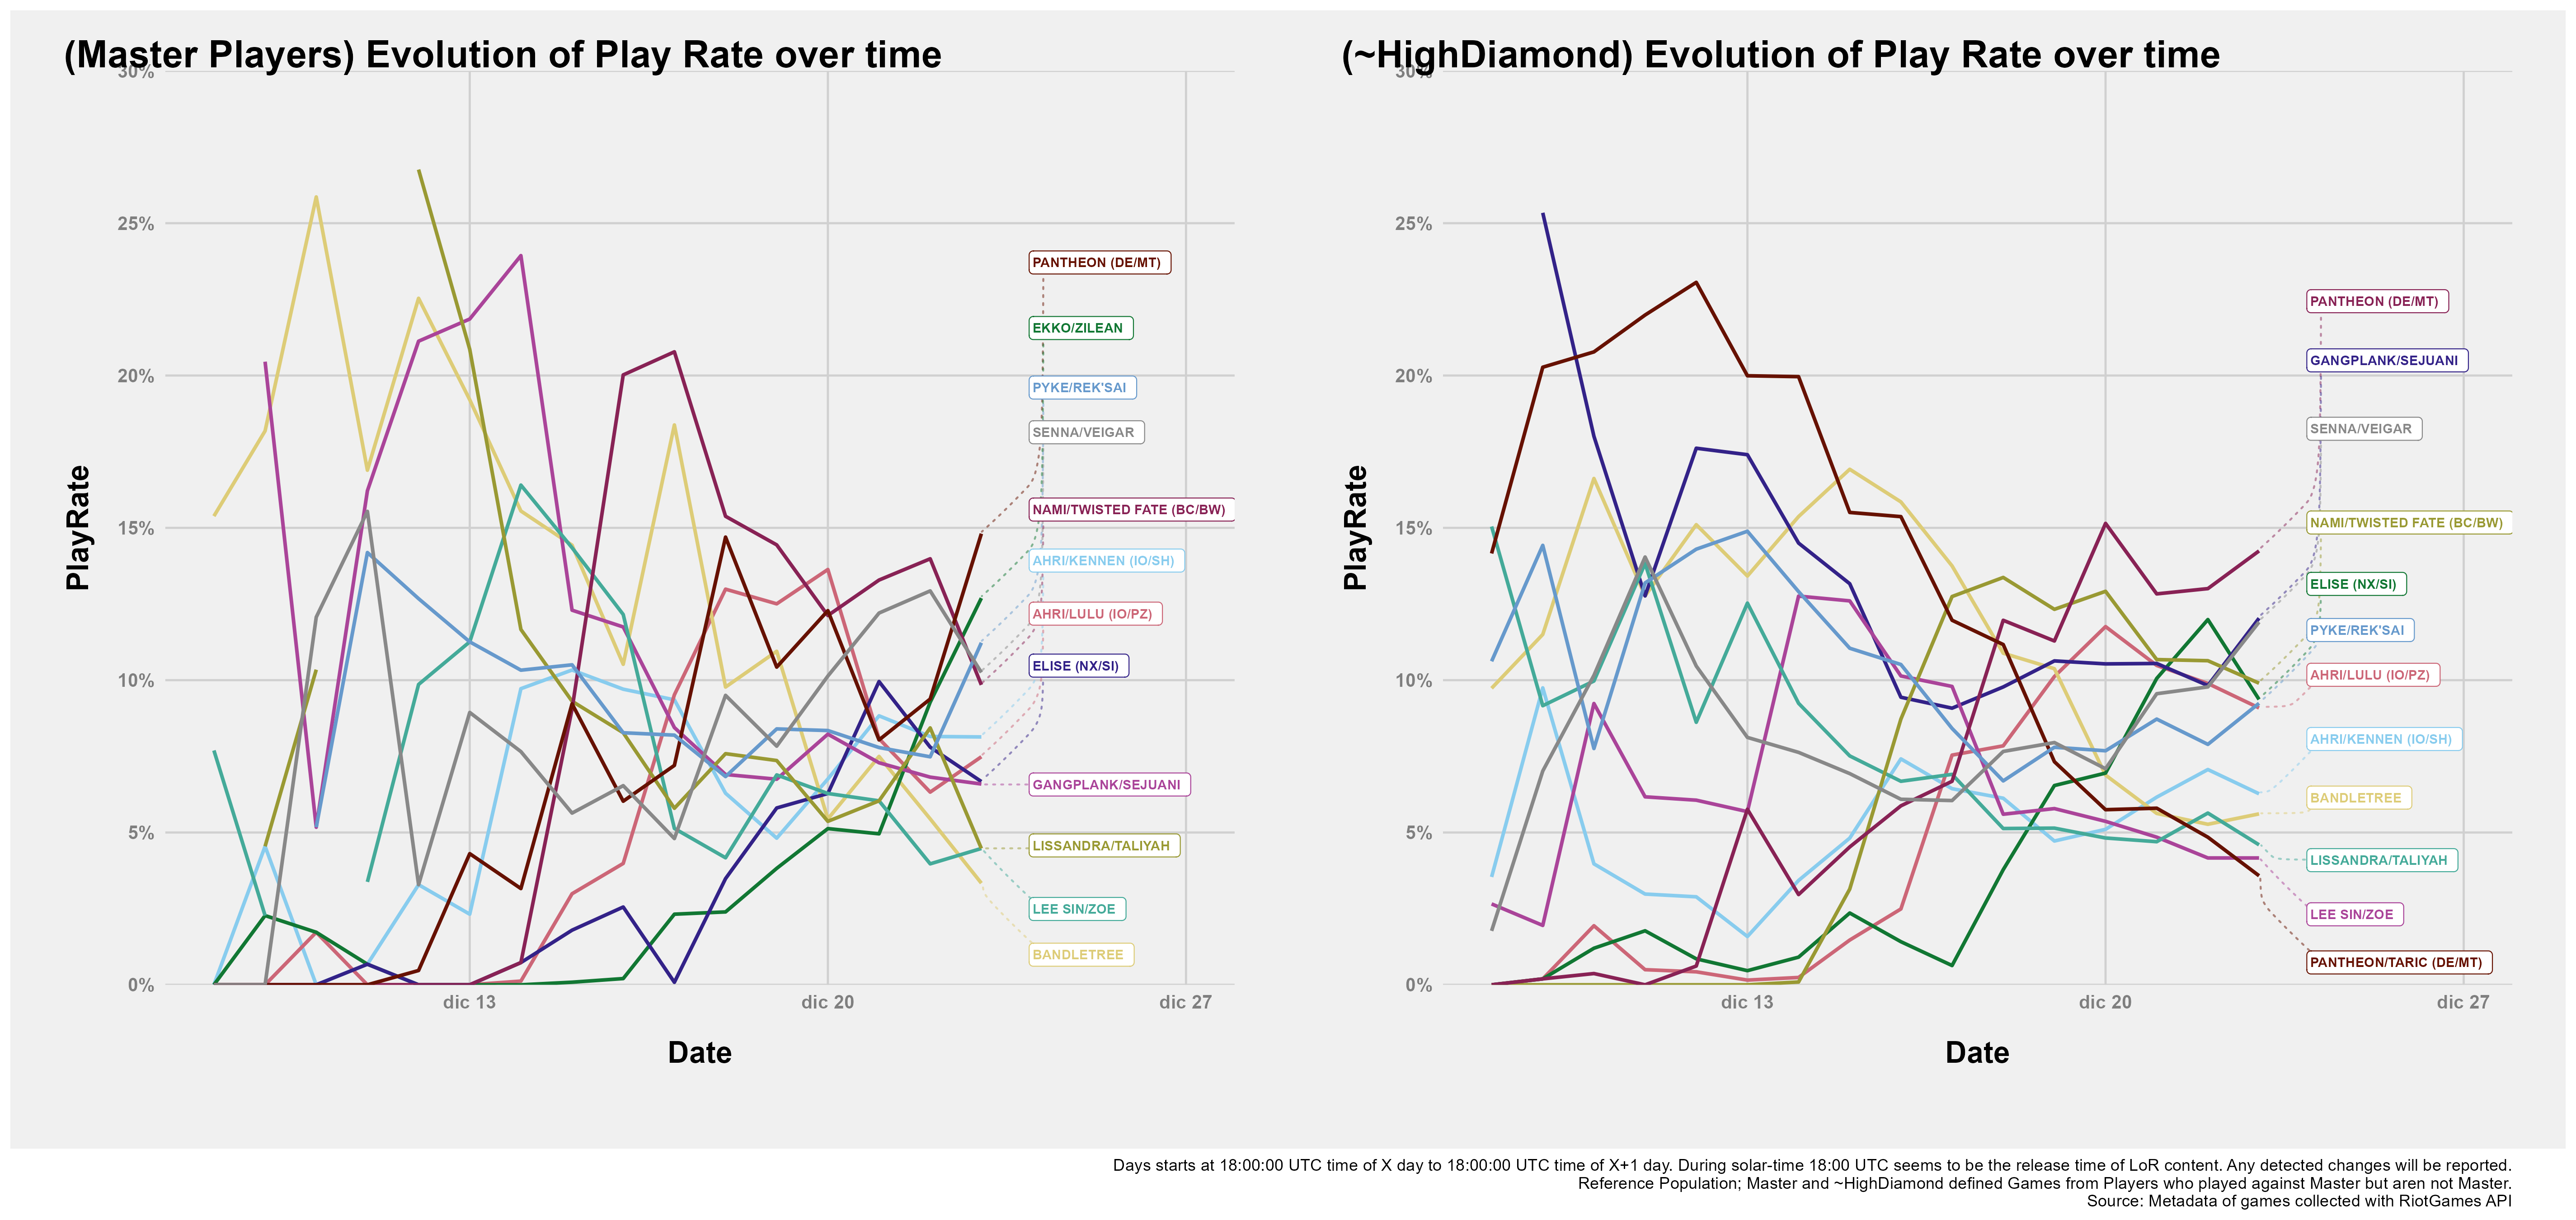 (Master Players) Evolution of Play Rate over time
30%
25%
20%
15%
10%
5%
0%
PlayRate
dic 13
dic 20
dic 27
Date
PANTHEON (DE/MT)
EKKO/ZILEAN
PYKE/REK'SAI
SENNA/VEIGAR
NAMI/TWISTED FATE (BC/BW)
AHRI/KENNEN (IO/SH)
AHRI/LULU (IO/PZ)
ELISE (NX/SI)
GANGPLANK/SEJUANI
LISSANDRA/TALIYAH
LEE SIN/ZOE
BANDLETREE
(~HighDiamond) Evolution of Play Rate over time
30%
25%
20%
15%
10%
5%
0%
PlayRate
dic 13
dic 20
dic 27
Date
PANTHEON (DE/MT)
GANGPLANK/SEJUANI
SENNA/VEIGAR
NAMI/TWISTED FATE (BC/BW)
ELISE (NX/SI)
PYKE/REK'SAI
AHRI/LULU (IO/PZ)
AHRI/KENNEN (IO/SH)
BANDLETREE
LISSANDRA/TALIYAH
LEE SIN/ZOE
PANTHEON/TARIC (DE/MT)
Days starts at 18:00:00 UTC time of X day to 18:00:00 UTC time of X+1 day. During solar-time 18:00 UTC seems to be the release time of LoR content. Any detected changes will be reported.
Reference Population; Master and ~HighDiamond defined Games from Players who played against Master but aren not Master.
Source: Metadata of games collected with RiotGames API